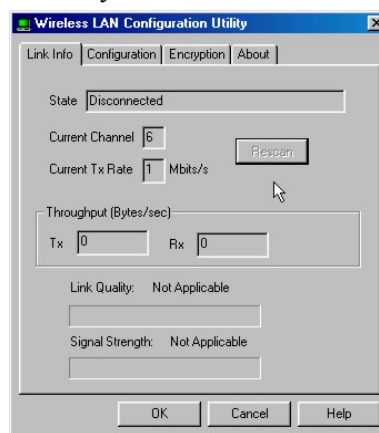 Wireless LAN Configuration Utility
Link Info Configuration Encryption About
State Disconnected
Current Channel 6
Rescan
Current Tx Rate 1 Mbits/s
Throughput (Bytes/sec)
Tx 0 Rx 0
Link Quality: Not Applicable
Signal Strength: Not Applicable
OK Cancel Help